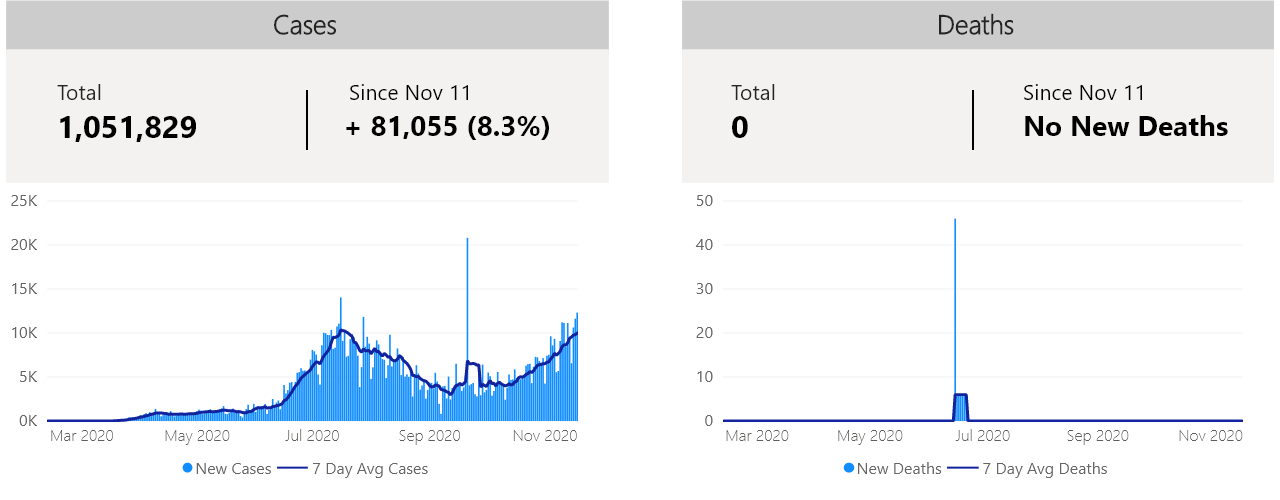 Cases
Total
1,051,829
Since Nov 11
+ 81,055 (8.3%)
25K
20K
15K
10K
5K
0K
Mar 2020
May 2020
Jul 2020
Sep 2020
Nov 2020
New Cases
7 Day Avg Cases
Deaths
Total
0
Since Nov 11
No New Deaths
50
40
30
20
10
0
Mar 2020
May 2020
Jul 2020
Sep 2020
Nov 2020
New Deaths
7 Day Avg Deaths